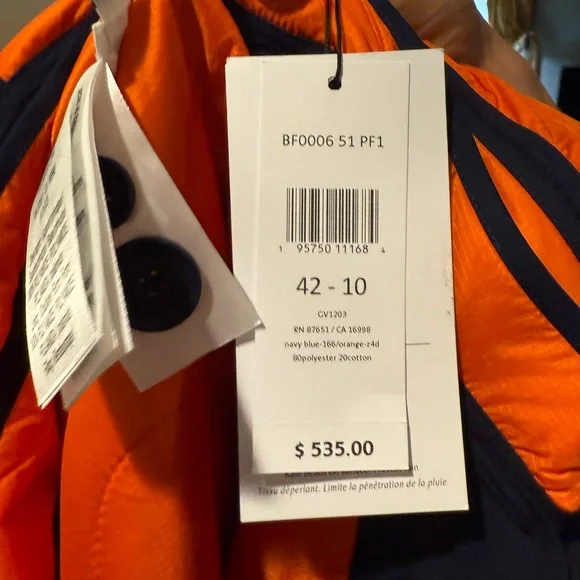 BF0006 51 PF1
1 95750 11168 4
42 - 10
GV1203
RN 87651 / CA 16998
navy blue-166/orange-z4d
80polyester 20cotton
$ 535.00
Tissu déperlant. Limite la pénétration de la pluie